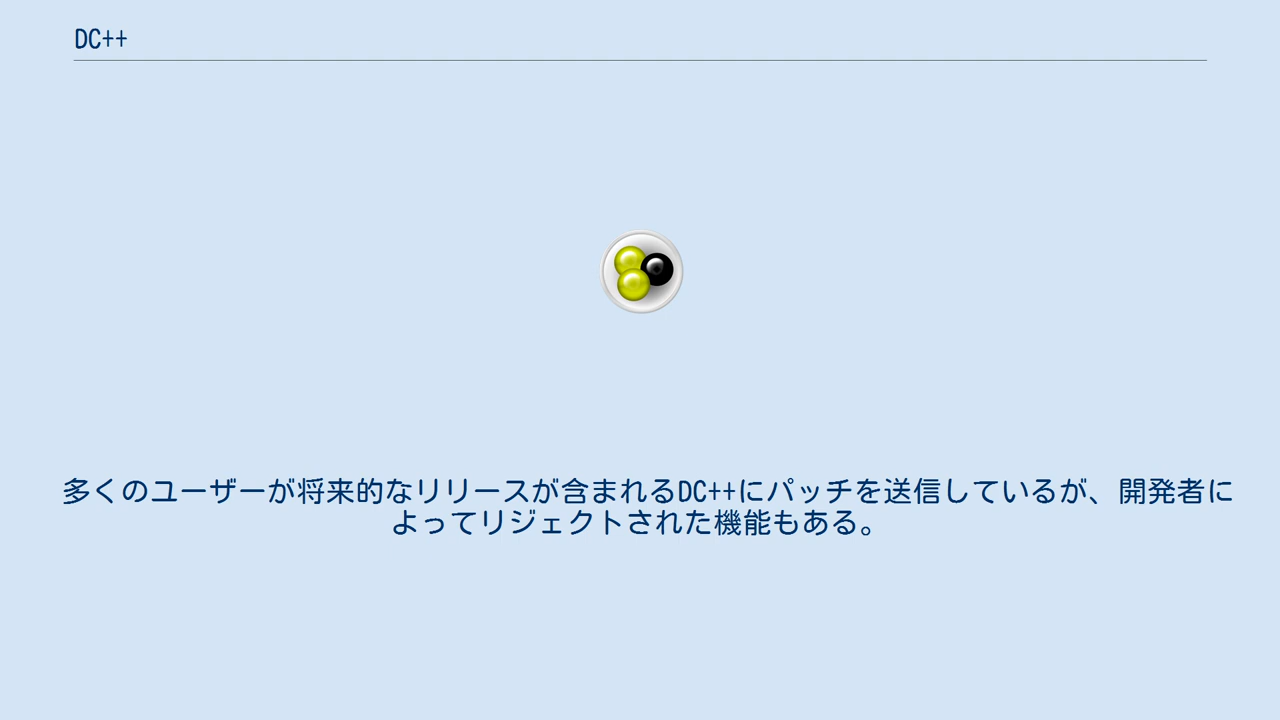 DC++
多くのユーザーが将来的なリリースが含まれるDC++にパッチを送信しているが、開発者に
よってリジェクトされた機能もある。